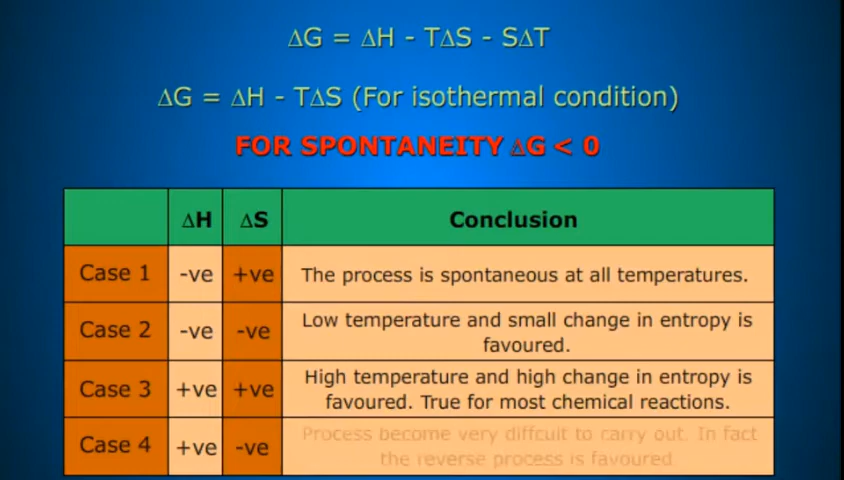 ΔG = ΔH - TΔS - SΔT
ΔG = ΔH - TΔS (For isothermal condition)
FOR SPONTANEITY ΔG < 0
ΔH ΔS Conclusion
Case 1 -ve +ve The process is spontaneous at all temperatures.
Case 2 -ve -ve Low temperature and small change in entropy is
favoured.
Case 3 +ve +ve High temperature and high change in entropy is
favoured. True for most chemical reactions.
Case 4 +ve -ve Process become very diffcult to carry out. In fact
the reverse process is favoured